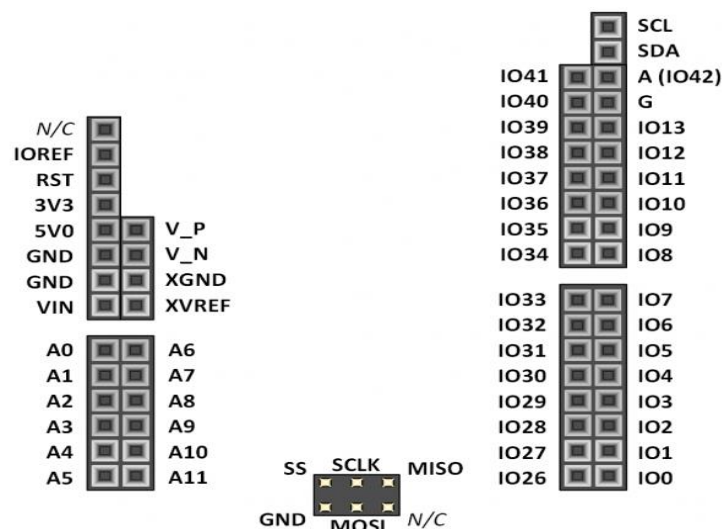 SCL
SDA
IO41 A (IO42)
IO40 G
IO39 IO13
IO38 IO12
IO37 IO11
IO36 IO10
IO35 IO9
IO34 IO8
N/C
IOREF
RST
3V3
5V0 V_P
GND V_N
GND XGND
VIN XVREF
IO33 IO7
IO32 IO6
IO31 IO5
IO30 IO4
IO29 IO3
IO28 IO2
IO27 IO1
IO26 IO0
A0 A6
A1 A7
A2 A8
A3 A9
A4 A10
A5 A11
SS SCLK MISO
GND MOSI N/C